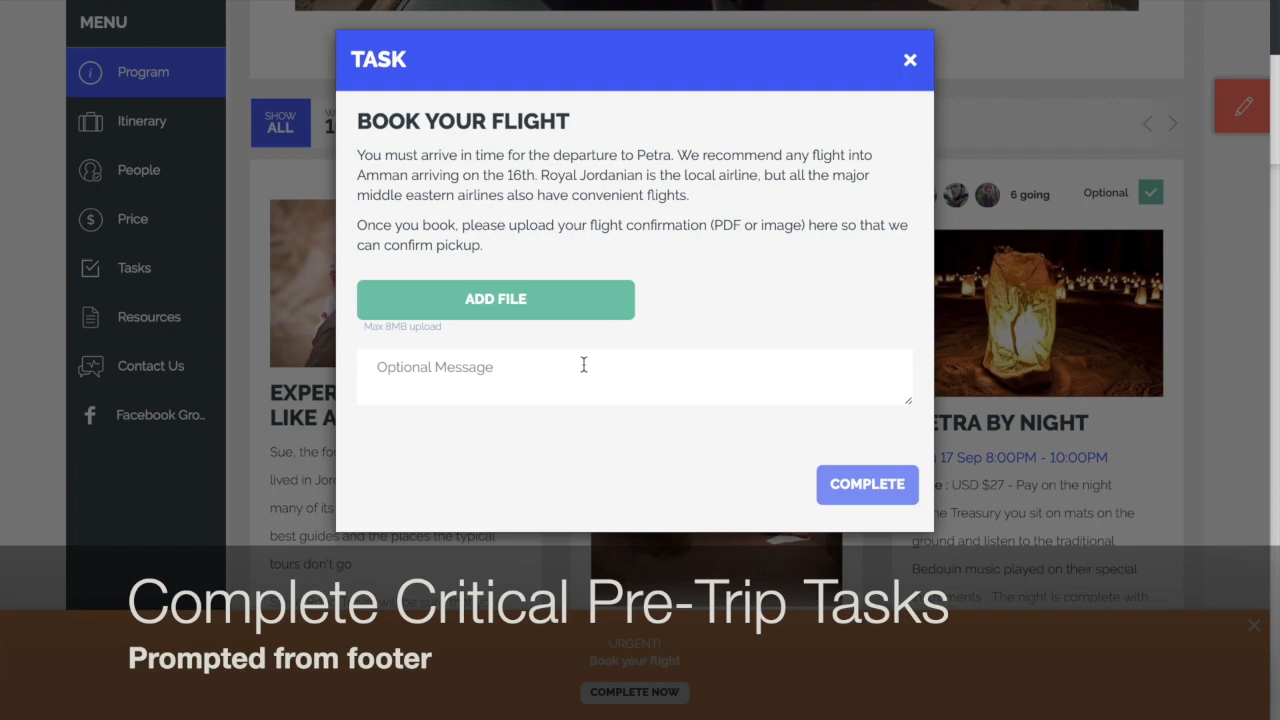 MENU
Program
Itinerary
People
Price
Tasks
Resources
Contact Us
Facebook Gro...
SHOW
ALL
TASK
BOOK YOUR FLIGHT
You must arrive in time for the departure to Petra. We recommend any flight into
Amman arriving on the 16th. Royal Jordanian is the local airline, but all the major
middle eastern airlines also have convenient flights.
Once you book, please upload your flight confirmation (PDF or image) here so that we
can confirm pickup.
ADD FILE
Max 8MB upload
Optional Message
COMPLETE
6 going
Optional
LIKE A
Sue, the
lived in
many of its
best guides and the places the typical
tours don't go.
BY NIGHT
17 Sep 8:00PM - 10:00PM
: USD $27 - Pay on the night
Treasury you sit on mats on the
ground and listen to the traditional
Bedouin music played on their special
. The night is complete with
Complete Critical Pre-Trip Tasks
Prompted from footer
URGENT!
Book your flight
COMPLETE NOW